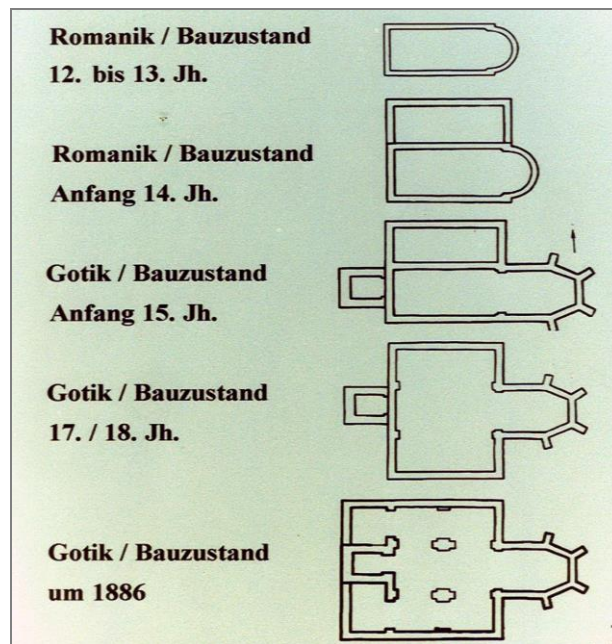 Romanik / Bauzustand
12. bis 13. Jh.
Romanik / Bauzustand
Anfang 14. Jh.
Gotik / Bauzustand
Anfang 15. Jh.
Gotik / Bauzustand
17. / 18. Jh.
Gotik / Bauzustand
um 1886